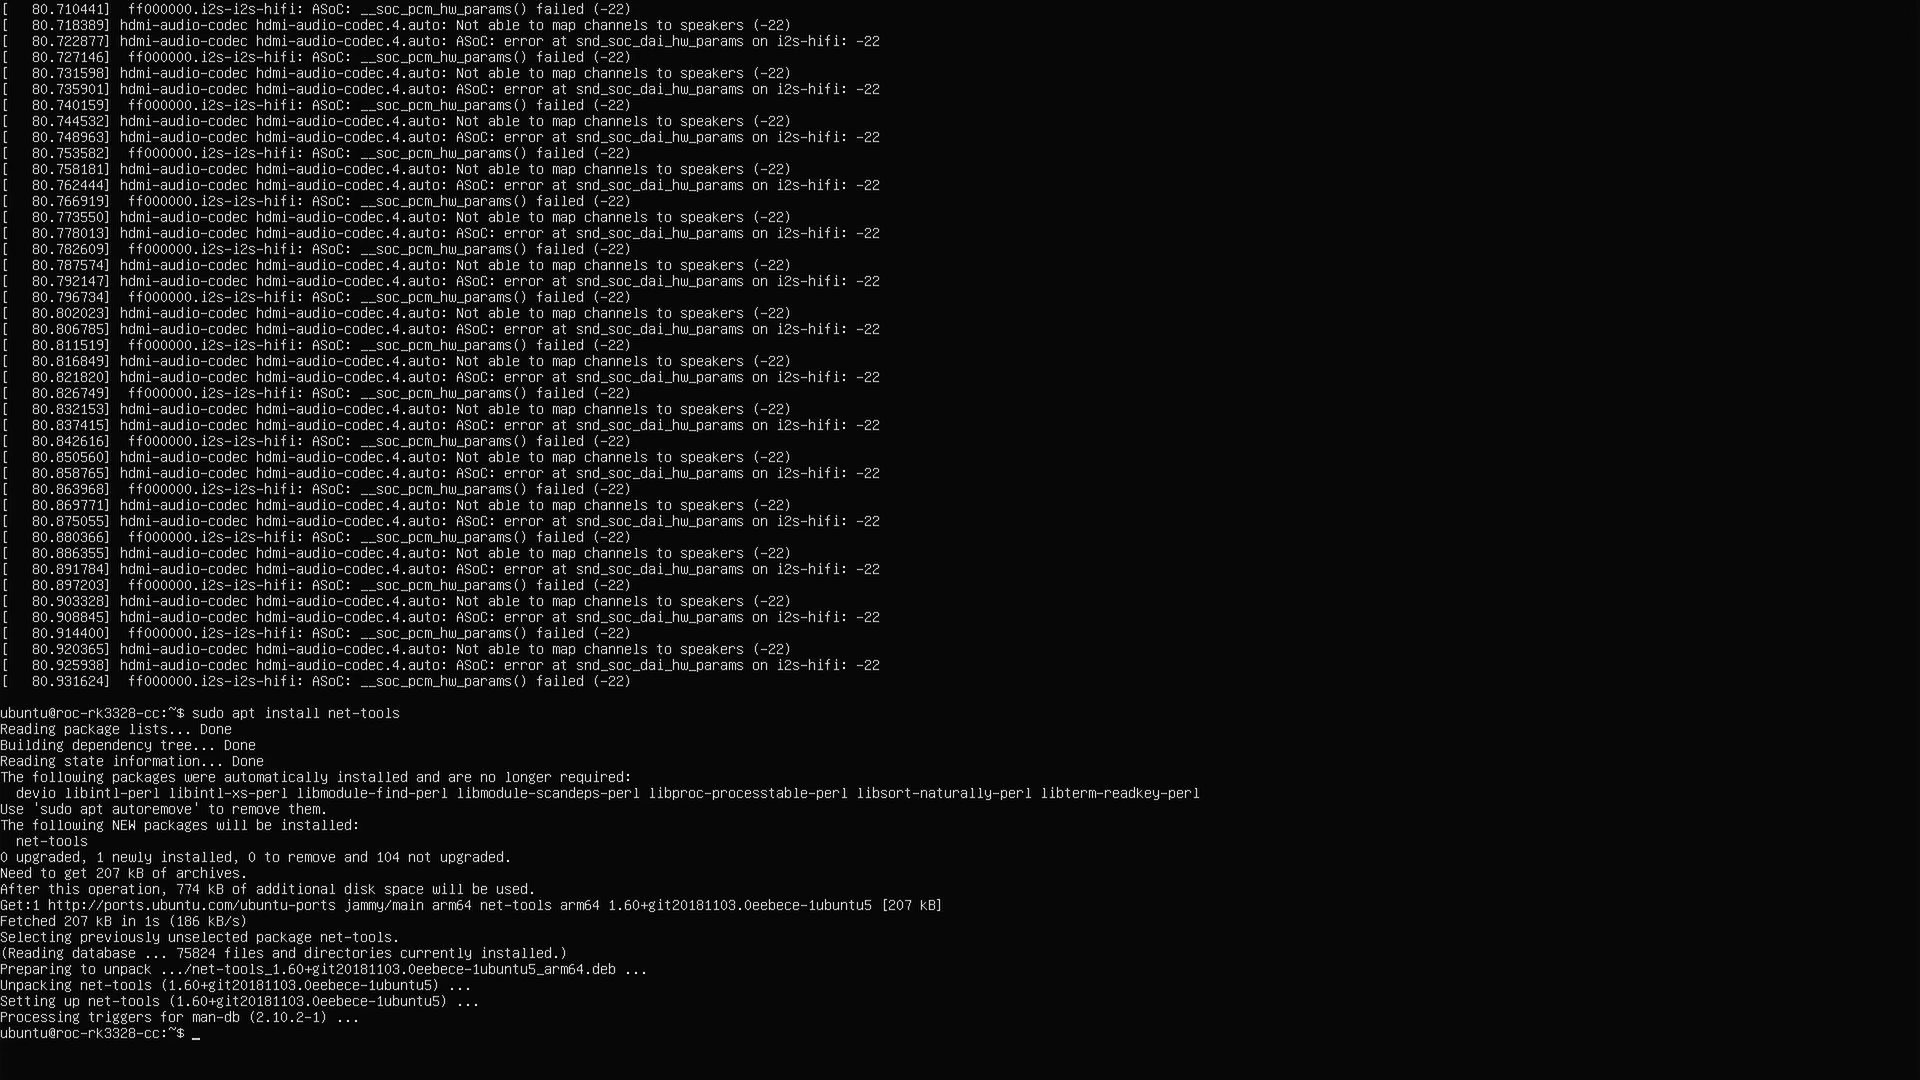 [   80.710441]  ff000000.i2s-i2s-hifi: ASoC: __soc_pcm_hw_params() failed (-22)
[   80.718389] hdmi-audio-codec hdmi-audio-codec.4.auto: Not able to map channels to speakers (-22)
[   80.722877] hdmi-audio-codec hdmi-audio-codec.4.auto: ASoC: error at snd_soc_dai_hw_params on i2s-hifi: -22
[   80.727146]  ff000000.i2s-i2s-hifi: ASoC: __soc_pcm_hw_params() failed (-22)
[   80.731598] hdmi-audio-codec hdmi-audio-codec.4.auto: Not able to map channels to speakers (-22)
[   80.735901] hdmi-audio-codec hdmi-audio-codec.4.auto: ASoC: error at snd_soc_dai_hw_params on i2s-hifi: -22
[   80.740159]  ff000000.i2s-i2s-hifi: ASoC: __soc_pcm_hw_params() failed (-22)
[   80.744532] hdmi-audio-codec hdmi-audio-codec.4.auto: Not able to map channels to speakers (-22)
[   80.748963] hdmi-audio-codec hdmi-audio-codec.4.auto: ASoC: error at snd_soc_dai_hw_params on i2s-hifi: -22
[   80.753582]  ff000000.i2s-i2s-hifi: ASoC: __soc_pcm_hw_params() failed (-22)
[   80.758181] hdmi-audio-codec hdmi-audio-codec.4.auto: Not able to map channels to speakers (-22)
[   80.762444] hdmi-audio-codec hdmi-audio-codec.4.auto: ASoC: error at snd_soc_dai_hw_params on i2s-hifi: -22
[   80.766919]  ff000000.i2s-i2s-hifi: ASoC: __soc_pcm_hw_params() failed (-22)
[   80.773550] hdmi-audio-codec hdmi-audio-codec.4.auto: Not able to map channels to speakers (-22)
[   80.778013] hdmi-audio-codec hdmi-audio-codec.4.auto: ASoC: error at snd_soc_dai_hw_params on i2s-hifi: -22
[   80.782609]  ff000000.i2s-i2s-hifi: ASoC: __soc_pcm_hw_params() failed (-22)
[   80.787574] hdmi-audio-codec hdmi-audio-codec.4.auto: Not able to map channels to speakers (-22)
[   80.792147] hdmi-audio-codec hdmi-audio-codec.4.auto: ASoC: error at snd_soc_dai_hw_params on i2s-hifi: -22
[   80.796734]  ff000000.i2s-i2s-hifi: ASoC: __soc_pcm_hw_params() failed (-22)
[   80.802023] hdmi-audio-codec hdmi-audio-codec.4.auto: Not able to map channels to speakers (-22)
[   80.806785] hdmi-audio-codec hdmi-audio-codec.4.auto: ASoC: error at snd_soc_dai_hw_params on i2s-hifi: -22
[   80.811519]  ff000000.i2s-i2s-hifi: ASoC: __soc_pcm_hw_params() failed (-22)
[   80.816849] hdmi-audio-codec hdmi-audio-codec.4.auto: Not able to map channels to speakers (-22)
[   80.821820] hdmi-audio-codec hdmi-audio-codec.4.auto: ASoC: error at snd_soc_dai_hw_params on i2s-hifi: -22
[   80.826749]  ff000000.i2s-i2s-hifi: ASoC: __soc_pcm_hw_params() failed (-22)
[   80.832153] hdmi-audio-codec hdmi-audio-codec.4.auto: Not able to map channels to speakers (-22)
[   80.837415] hdmi-audio-codec hdmi-audio-codec.4.auto: ASoC: error at snd_soc_dai_hw_params on i2s-hifi: -22
[   80.842616]  ff000000.i2s-i2s-hifi: ASoC: __soc_pcm_hw_params() failed (-22)
[   80.850560] hdmi-audio-codec hdmi-audio-codec.4.auto: Not able to map channels to speakers (-22)
[   80.858765] hdmi-audio-codec hdmi-audio-codec.4.auto: ASoC: error at snd_soc_dai_hw_params on i2s-hifi: -22
[   80.863968]  ff000000.i2s-i2s-hifi: ASoC: __soc_pcm_hw_params() failed (-22)
[   80.869771] hdmi-audio-codec hdmi-audio-codec.4.auto: Not able to map channels to speakers (-22)
[   80.875055] hdmi-audio-codec hdmi-audio-codec.4.auto: ASoC: error at snd_soc_dai_hw_params on i2s-hifi: -22
[   80.880366]  ff000000.i2s-i2s-hifi: ASoC: __soc_pcm_hw_params() failed (-22)
[   80.886355] hdmi-audio-codec hdmi-audio-codec.4.auto: Not able to map channels to speakers (-22)
[   80.891784] hdmi-audio-codec hdmi-audio-codec.4.auto: ASoC: error at snd_soc_dai_hw_params on i2s-hifi: -22
[   80.897203]  ff000000.i2s-i2s-hifi: ASoC: __soc_pcm_hw_params() failed (-22)
[   80.903328] hdmi-audio-codec hdmi-audio-codec.4.auto: Not able to map channels to speakers (-22)
[   80.908845] hdmi-audio-codec hdmi-audio-codec.4.auto: ASoC: error at snd_soc_dai_hw_params on i2s-hifi: -22
[   80.914400]  ff000000.i2s-i2s-hifi: ASoC: __soc_pcm_hw_params() failed (-22)
[   80.920365] hdmi-audio-codec hdmi-audio-codec.4.auto: Not able to map channels to speakers (-22)
[   80.925938] hdmi-audio-codec hdmi-audio-codec.4.auto: ASoC: error at snd_soc_dai_hw_params on i2s-hifi: -22
[   80.931624]  ff000000.i2s-i2s-hifi: ASoC: __soc_pcm_hw_params() failed (-22)
ubuntu@roc-rk3328-cc:~$ sudo apt install net-tools
Reading package lists... Done
Building dependency tree... Done
Reading state information... Done
The following packages were automatically installed and are no longer required:
  devio libintl-perl libintl-xs-perl libmodule-find-perl libmodule-scandeps-perl libproc-processtable-perl libsort-naturally-perl libterm-readkey-perl
Use 'sudo apt autoremove' to remove them.
The following NEW packages will be installed:
  net-tools
0 upgraded, 1 newly installed, 0 to remove and 104 not upgraded.
Need to get 207 kB of archives.
After this operation, 774 kB of additional disk space will be used.
Get:1 http://ports.ubuntu.com/ubuntu-ports jammy/main arm64 net-tools arm64 1.60+git20181103.0eebece-1ubuntu5 [207 kB]
Fetched 207 kB in 1s (186 kB/s)
Selecting previously unselected package net-tools.
(Reading database ... 75824 files and directories currently installed.)
Preparing to unpack .../net-tools_1.60+git20181103.0eebece-1ubuntu5_arm64.deb ...
Unpacking net-tools (1.60+git20181103.0eebece-1ubuntu5) ...
Setting up net-tools (1.60+git20181103.0eebece-1ubuntu5) ...
Processing triggers for man-db (2.10.2-1) ...
ubuntu@roc-rk3328-cc:~$ _